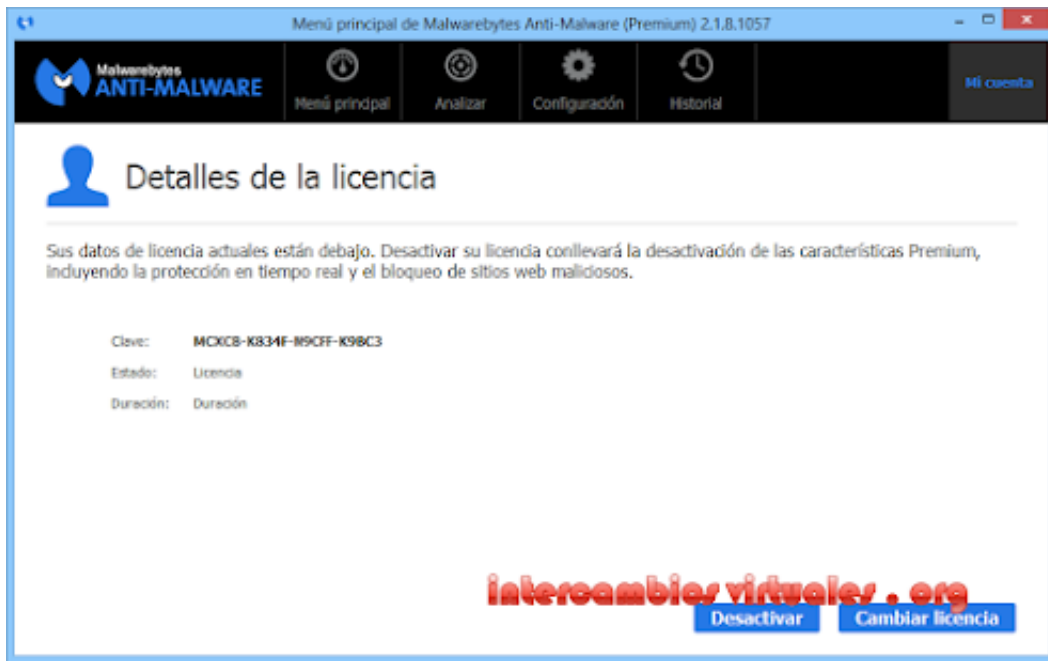 Menú principal de Malwarebytes Anti-Malware (Premium) 2.1.8.1057
Malwarebytes
ANTI-MALWARE
Menú principal
Analizar
Configuración
Historial
Mi cuenta
Detalles de la licencia
Sus datos de licencia actuales están debajo. Desactivar su licencia conllevará la desactivación de las características Premium,
incluyendo la protección en tiempo real y el bloqueo de sitios web maliciosos.
Clave: MCXCB-K834F-N9CFF-K9BC3
Estado: Licencia
Duración: Duración
intercambiosvirtuales.org
Desactivar
Cambiar licencia